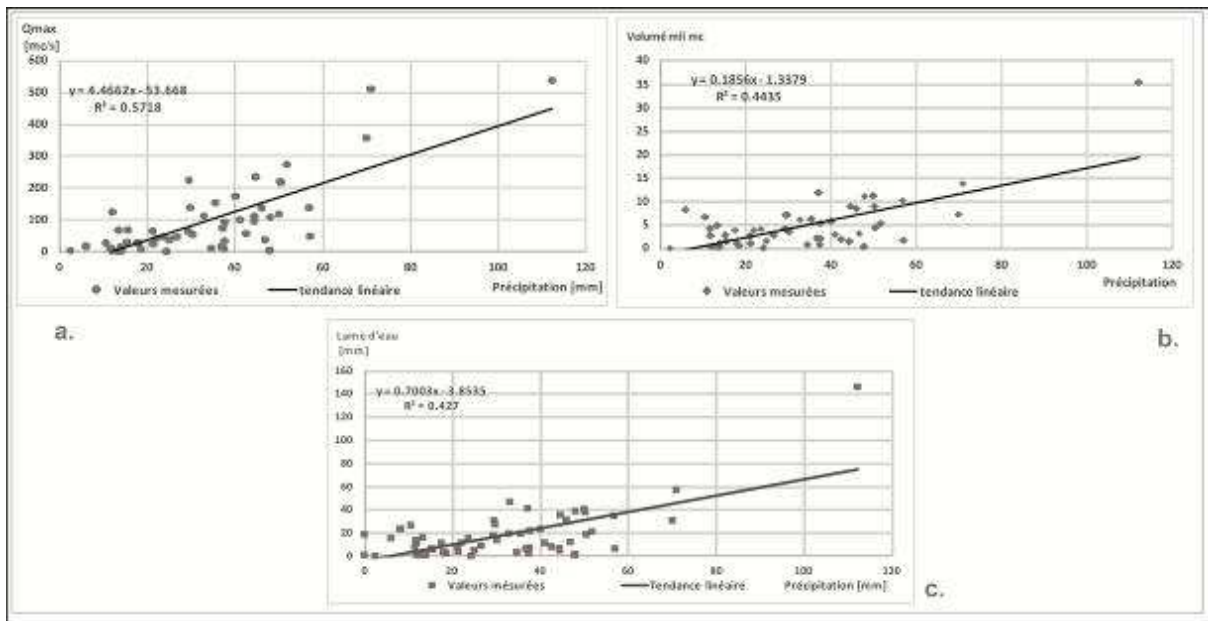 Qmax
[mc/s]
600
500
400
300
200
100
0
0 20 40 60 80 100 120
y = 4.4662x - 53.668
R² = 0.5718
Valeurs mesurées
tendance linéaire
Précipitation [mm]
a.
Volumé mil mc
40
35
30
25
20
15
10
5
0
0 20 40 60 80 100 120
y = 0.1856x - 1.3379
R² = 0.4435
Valeurs mesurées
tendance linéaire
Précipitation
b.
Lame d'eau
[mm]
160
140
120
100
80
60
40
20
0
0 20 40 60 80 100 120
y = 0.7003x - 3.8535
R² = 0.427
Valeurs mésurées
Tendance linéaire
Précipitation [mm]
c.